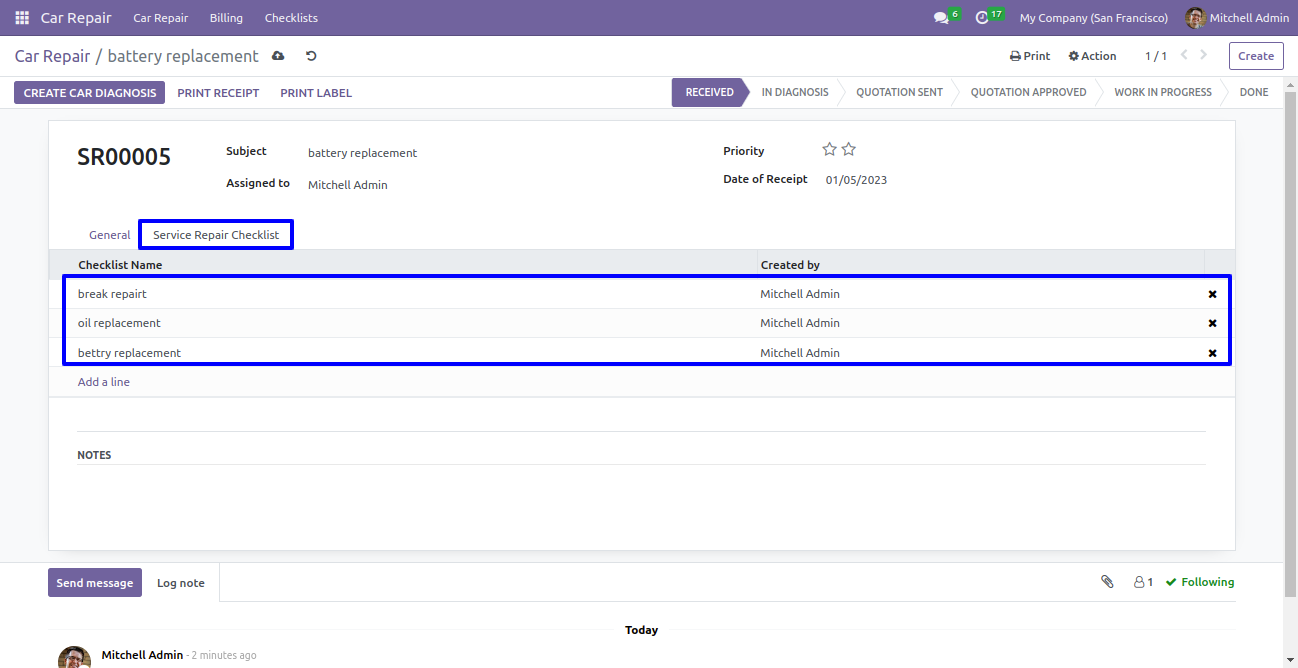 Car Repair Car Repair Billing Checklists 6 17 My Company (San Francisco) Mitchell Admin
Car Repair / battery replacement Print Action 1 / 1 Create
CREATE CAR DIAGNOSIS PRINT RECEIPT PRINT LABEL RECEIVED IN DIAGNOSIS QUOTATION SENT QUOTATION APPROVED WORK IN PROGRESS DONE
SR00005
Subject battery replacement Priority
Assigned to Mitchell Admin Date of Receipt 01/05/2023
General Service Repair Checklist
Checklist Name Created by
break repairt Mitchell Admin
oil replacement Mitchell Admin
bettry replacement Mitchell Admin
Add a line
NOTES
Send message Log note 1 Following
Today
Mitchell Admin - 2 minutes ago